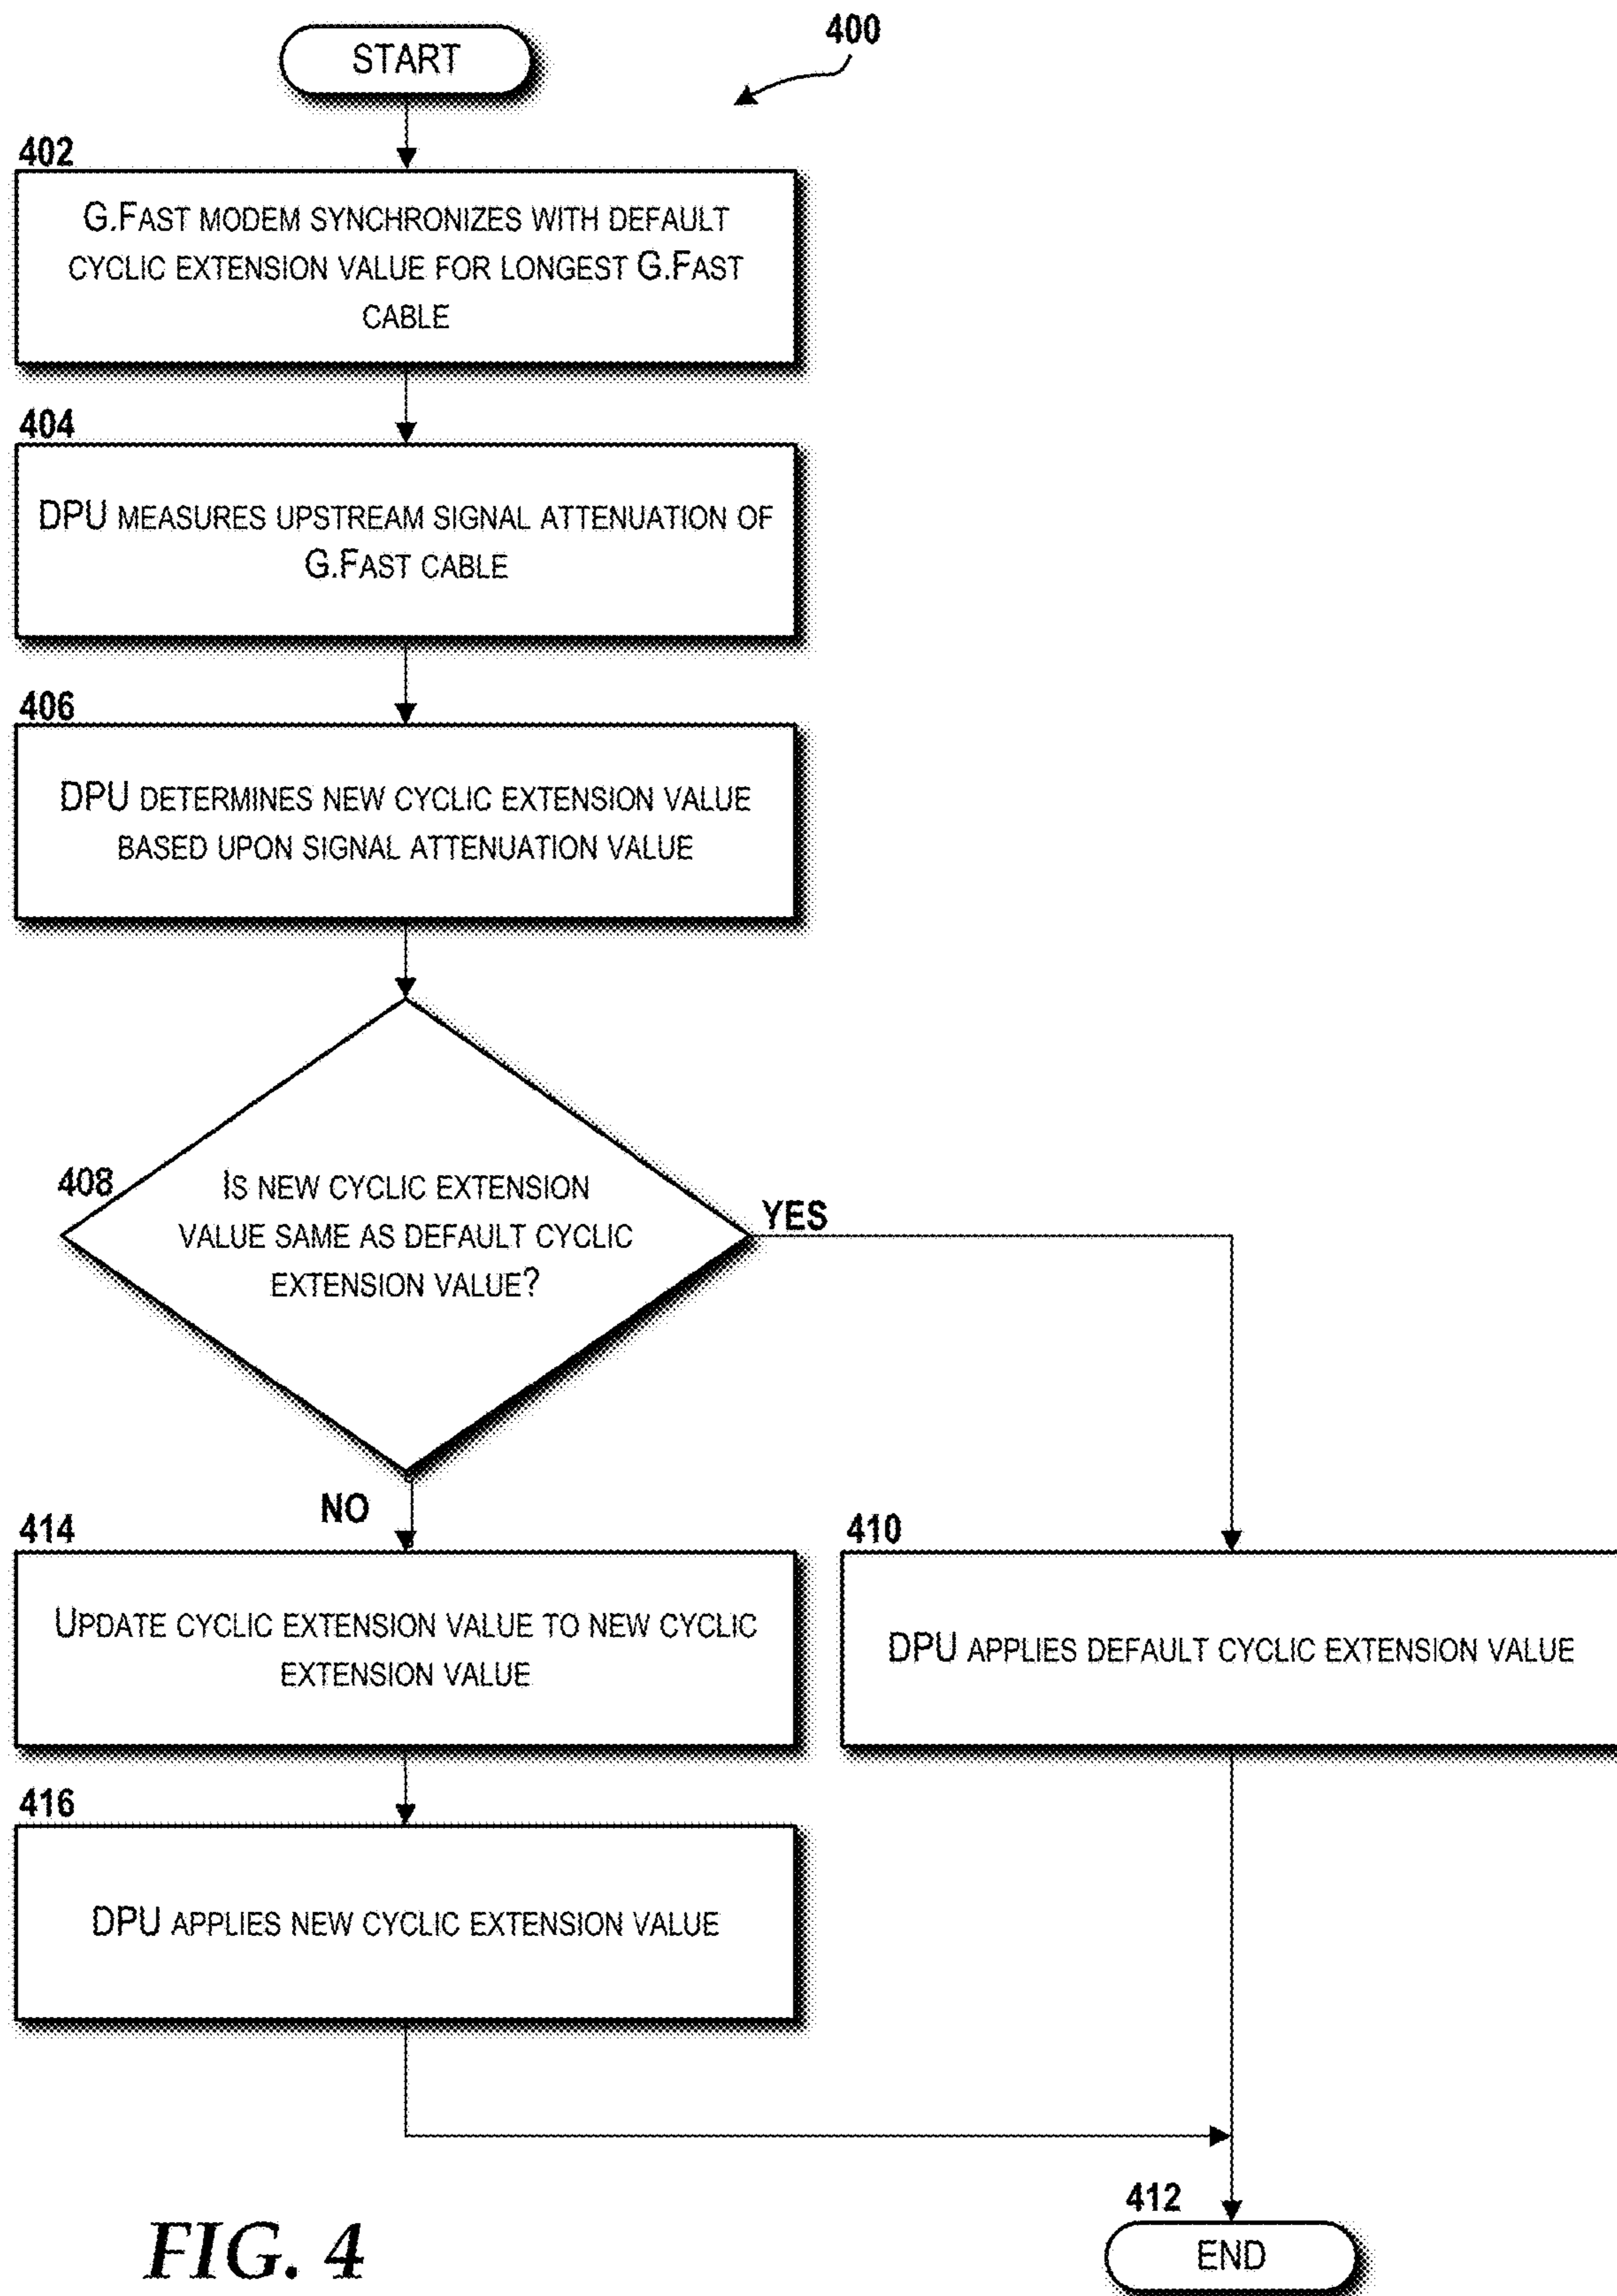 START
400
402
G.FAST MODEM SYNCHRONIZES WITH DEFAULT
CYCLIC EXTENSION VALUE FOR LONGEST G.FAST
CABLE
404
DPU MEASURES UPSTREAM SIGNAL ATTENUATION OF
G.FAST CABLE
406
DPU DETERMINES NEW CYCLIC EXTENSION VALUE
BASED UPON SIGNAL ATTENUATION VALUE
408
IS NEW CYCLIC EXTENSION
VALUE SAME AS DEFAULT CYCLIC
EXTENSION VALUE?
YES
NO
414
UPDATE CYCLIC EXTENSION VALUE TO NEW CYCLIC
EXTENSION VALUE
410
DPU APPLIES DEFAULT CYCLIC EXTENSION VALUE
416
DPU APPLIES NEW CYCLIC EXTENSION VALUE
412
END
FIG. 4